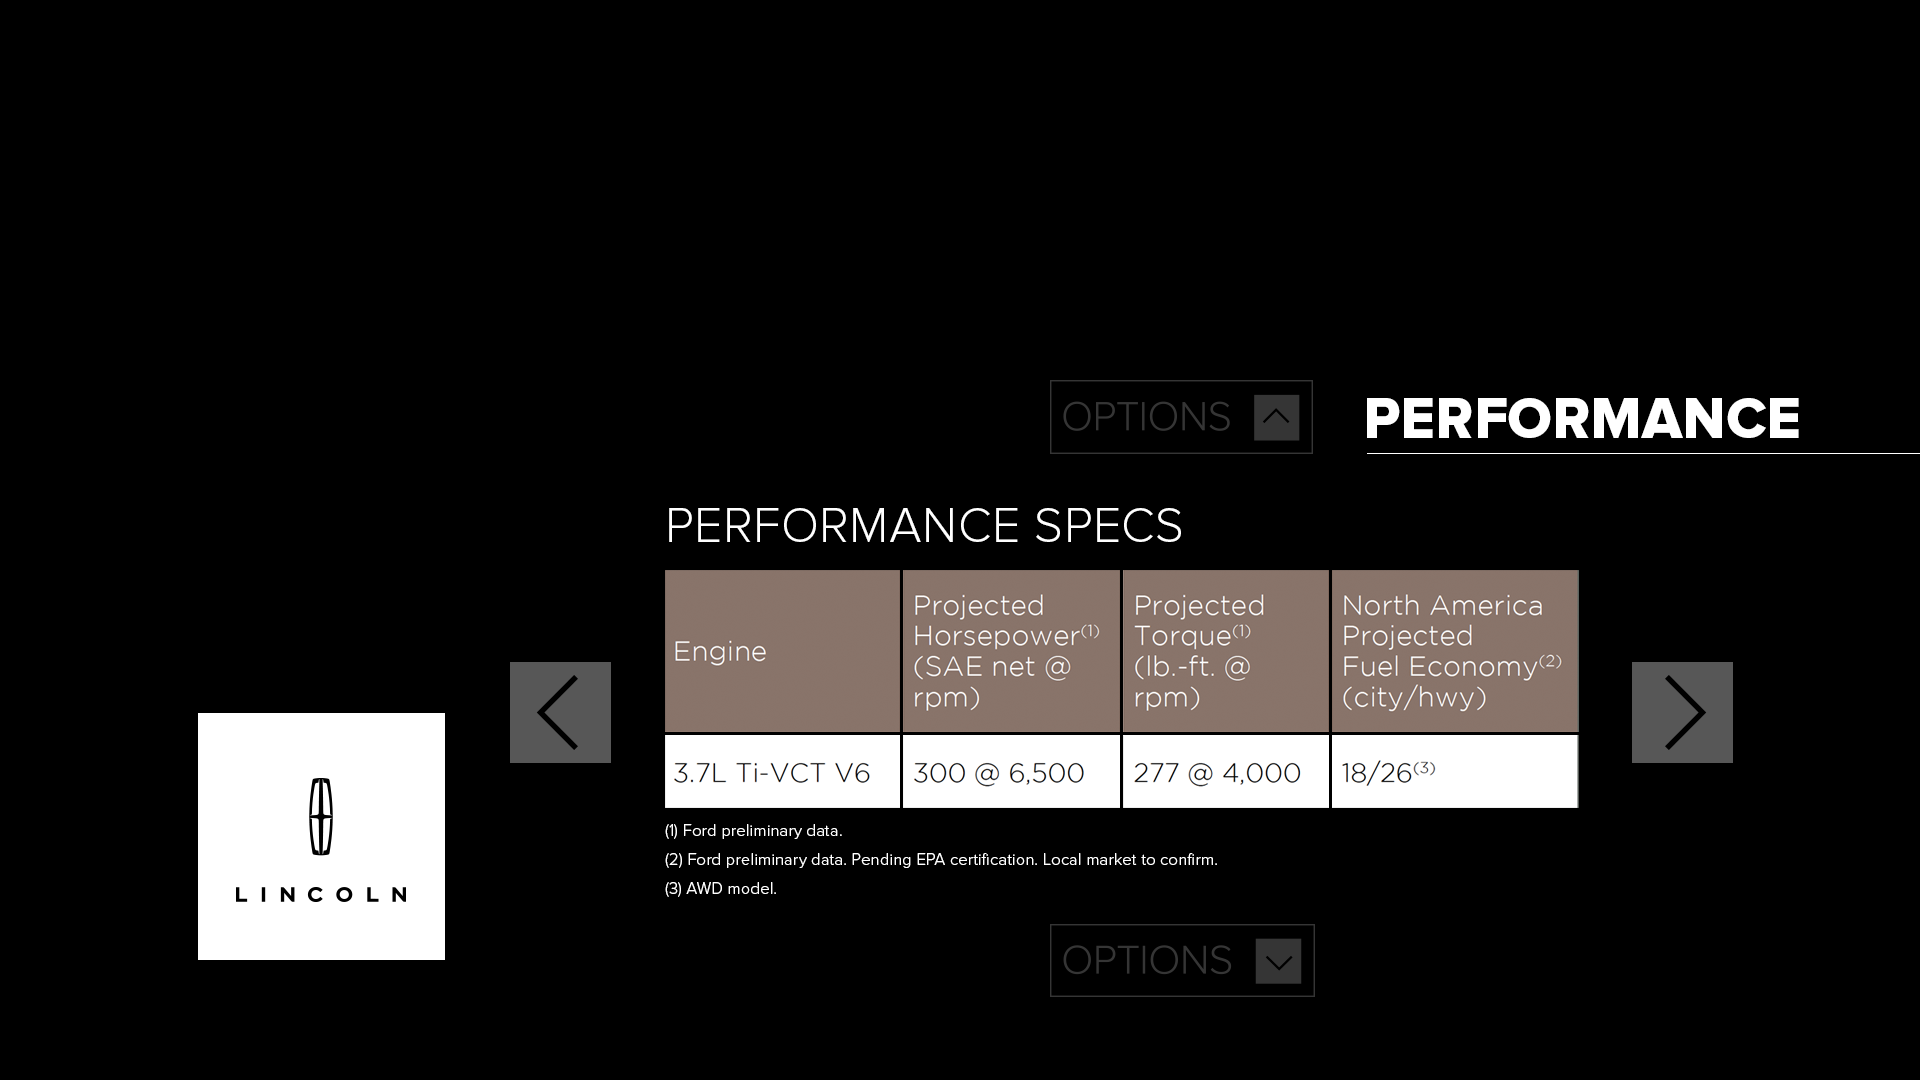 OPTIONS
PERFORMANCE
PERFORMANCE SPECS
Engine
Projected
Horsepower(1)
(SAE net @
rpm)
Projected
Torque(1)
(lb.-ft. @
rpm)
North America
Projected
Fuel Economy(2)
(city/hwy)
3.7L Ti-VCT V6
300 @ 6,500
277 @ 4,000
18/26(3)
(1) Ford preliminary data.
(2) Ford preliminary data. Pending EPA certification. Local market to confirm.
(3) AWD model.
LINCOLN
OPTIONS